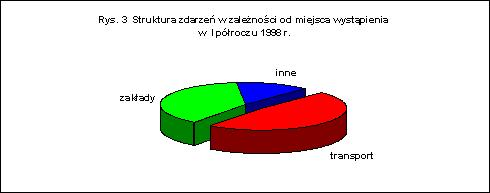 Rys. 3 Struktura zdarzeń w zależności od miejsca wystąpienia
w I półroczu 1998 r.
inne
zakłady
transport